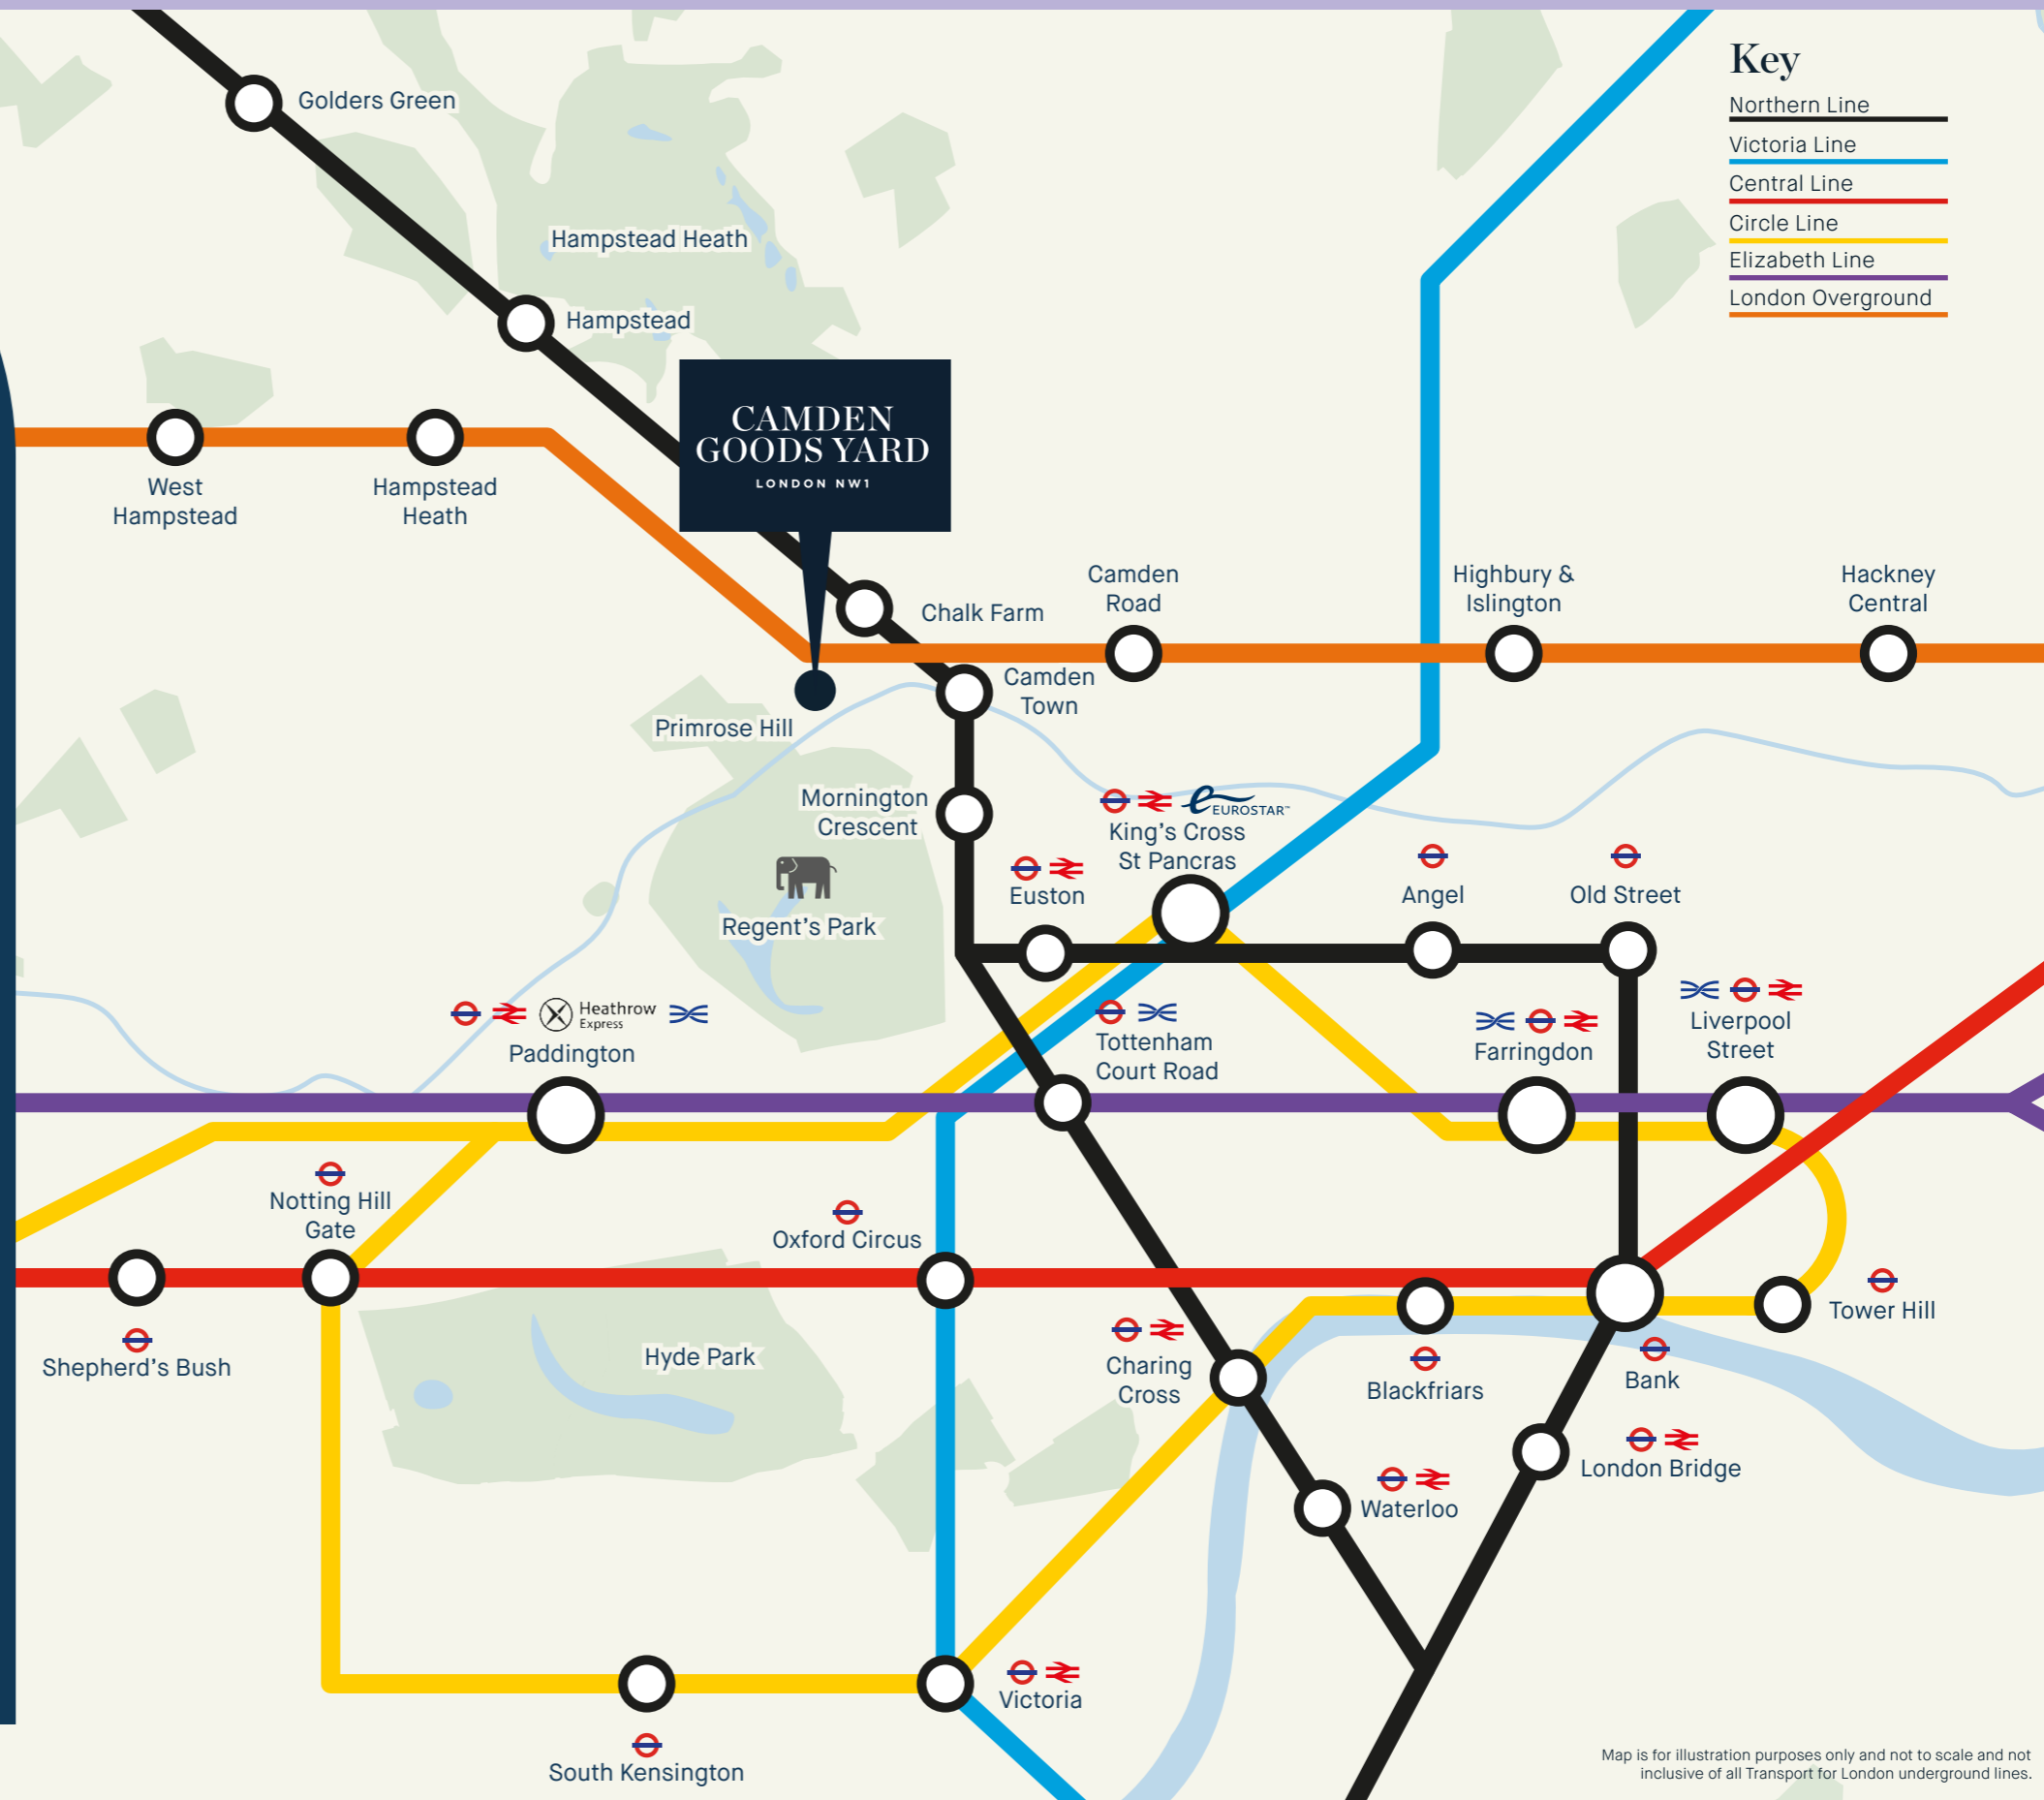 Key
Northern Line
Victoria Line
Central Line
Circle Line
Elizabeth Line
London Overground
Golders Green
Hampstead Heath
Hampstead
CAMDEN
GOODS YARD
LONDON NW1
West
Hampstead
Hampstead
Heath
Chalk Farm
Camden
Road
Highbury &
Islington
Hackney
Central
Camden
Town
Primrose Hill
Mornington
Crescent
EUROSTAR™
King's Cross
St Pancras
Euston
Angel
Old Street
Regent's Park
Heathrow
Express
Paddington
Tottenham
Court Road
Farringdon
Liverpool
Street
Notting Hill
Gate
Oxford Circus
Shepherd's Bush
Hyde Park
Charing
Cross
Blackfriars
Bank
Tower Hill
London Bridge
Waterloo
Victoria
South Kensington
Map is for illustration purposes only and not to scale and not
inclusive of all Transport for London underground lines.